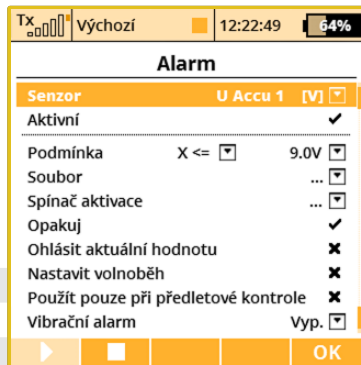 Tx Výchozí 12:22:49 64%
Alarm
Senzor U Accu 1 [V]
Aktivní ✔
Podmínka X <= 9.0V
Soubor ...
Spínač aktivace ...
Opakuj ✔
Ohlásit aktuální hodnotu ✖
Nastavit volnoběh ✖
Použít pouze při předletové kontrole ✖
Vibrační alarm Vyp.
OK